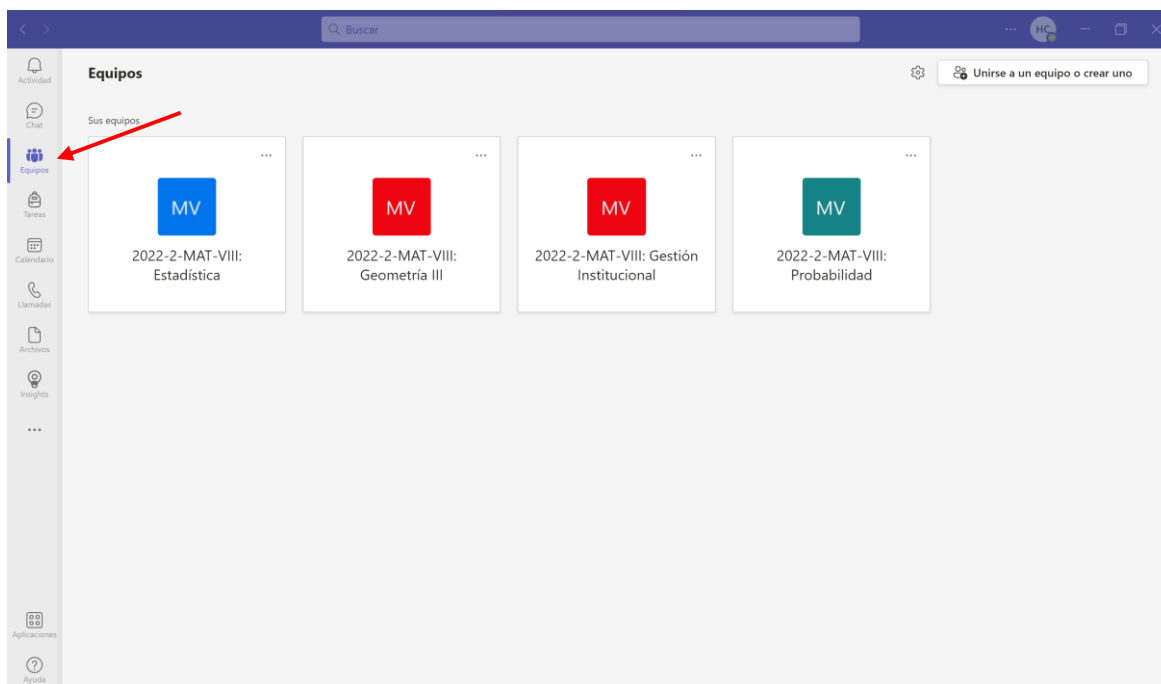 Buscar
HC
Actividad
Chat
Equipos
Tareas
Calendario
Llamadas
Archivos
Insights
Aplicaciones
Ayuda
Equipos
Unirse a un equipo o crear uno
Sus equipos
MV
2022-2-MAT-VIII:
Estadística
MV
2022-2-MAT-VIII:
Geometría III
MV
2022-2-MAT-VIII: Gestión
Institucional
MV
2022-2-MAT-VIII:
Probabilidad